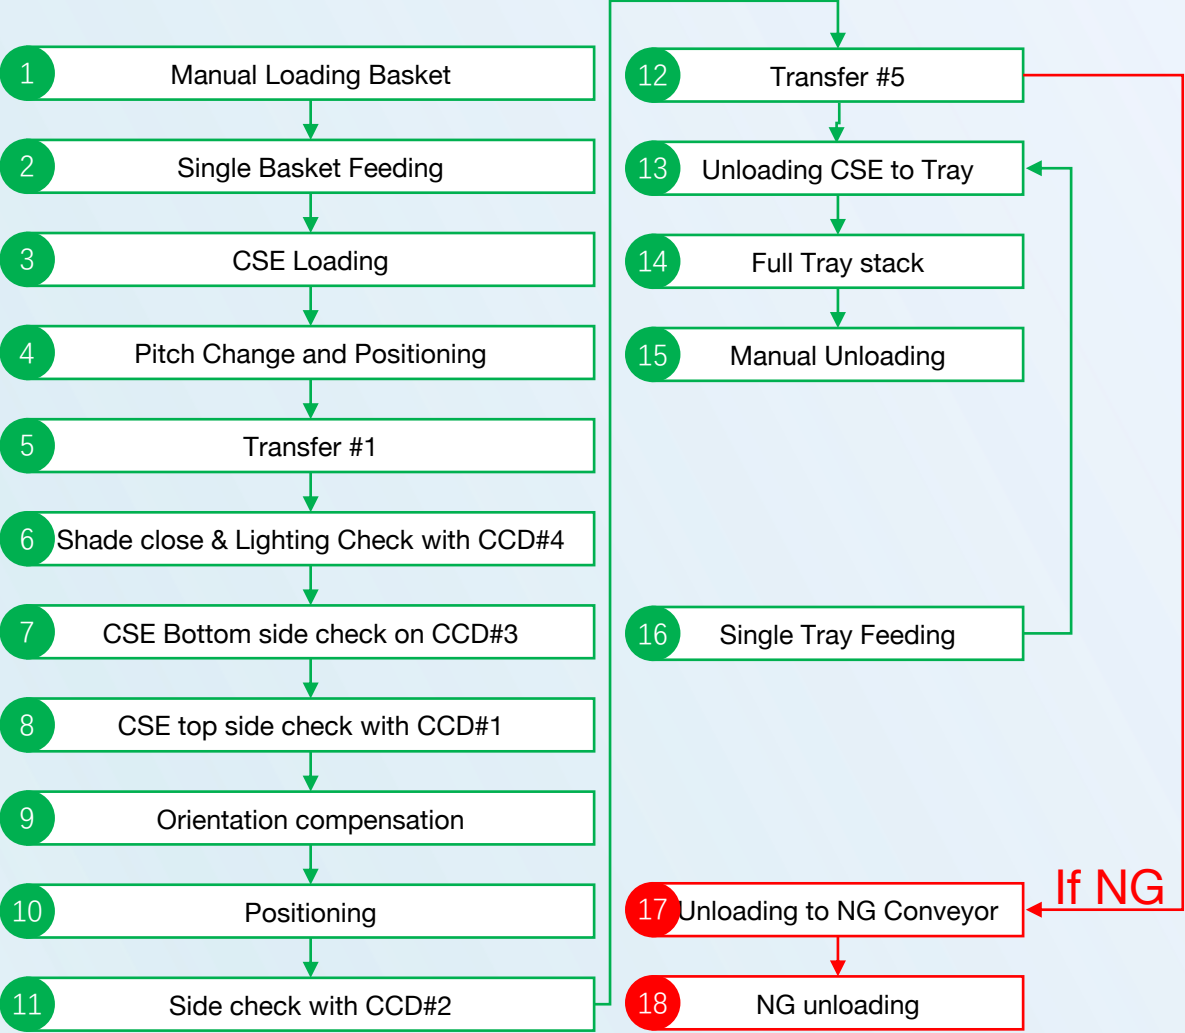 1 Manual Loading Basket
2 Single Basket Feeding
3 CSE Loading
4 Pitch Change and Positioning
5 Transfer #1
6 Shade close & Lighting Check with CCD#4
7 CSE Bottom side check on CCD#3
8 CSE top side check with CCD#1
9 Orientation compensation
10 Positioning
11 Side check with CCD#2
12 Transfer #5
13 Unloading CSE to Tray
14 Full Tray stack
15 Manual Unloading
16 Single Tray Feeding
If NG
17 Unloading to NG Conveyor
18 NG unloading